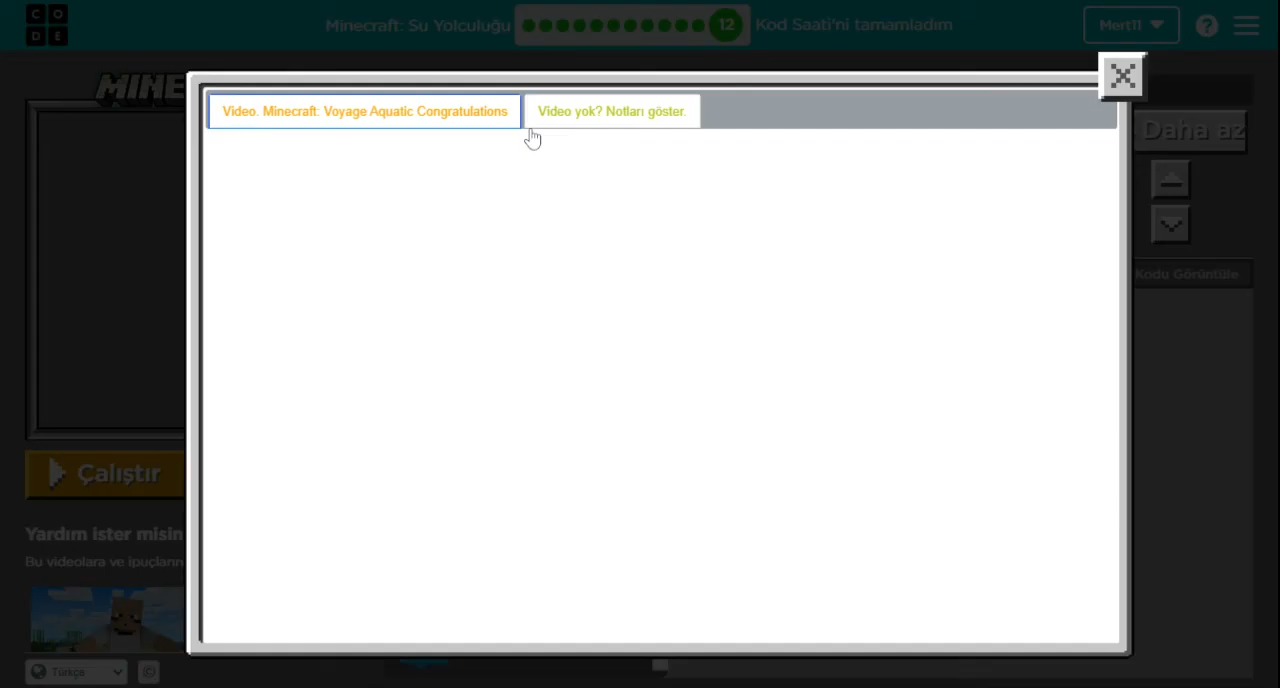 C O
D E
Minecraft: Su Yolculuğu
12
Kod Saati'ni tamamladım
Mert11
?
MINE
Video. Minecraft: Voyage Aquatic Congratulations
Video yok? Notları göster.
Daha az
Kodu Görüntüle
Çalıştır
Yardım ister misin
Bu videolara ve ipuçların
Türkçe
©